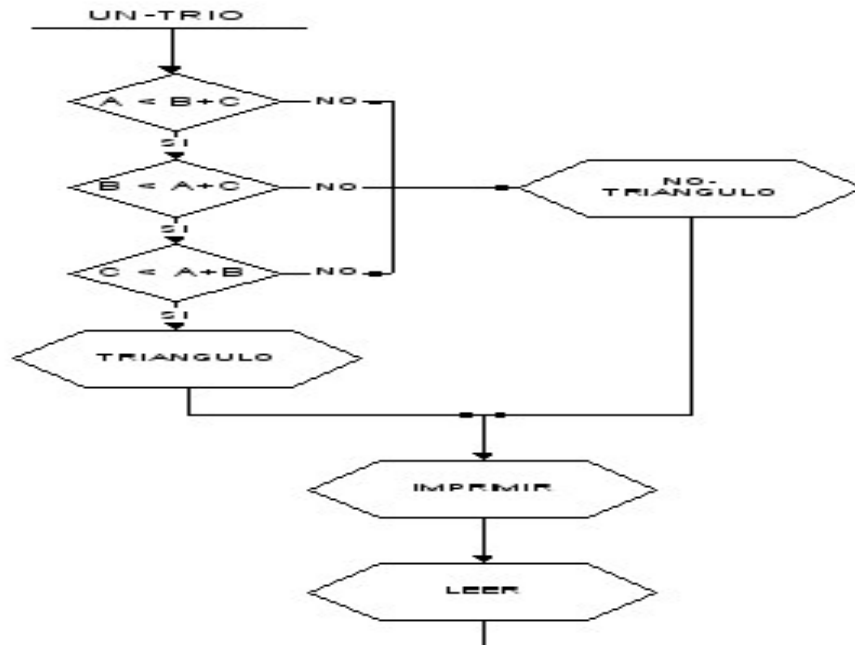 UN-TRIO
A < B+C
NO
SI
B < A+C
NO
NO-
TRIANGULO
SI
C < A+B
NO
SI
TRIANGULO
IMPRIMIR
LEER